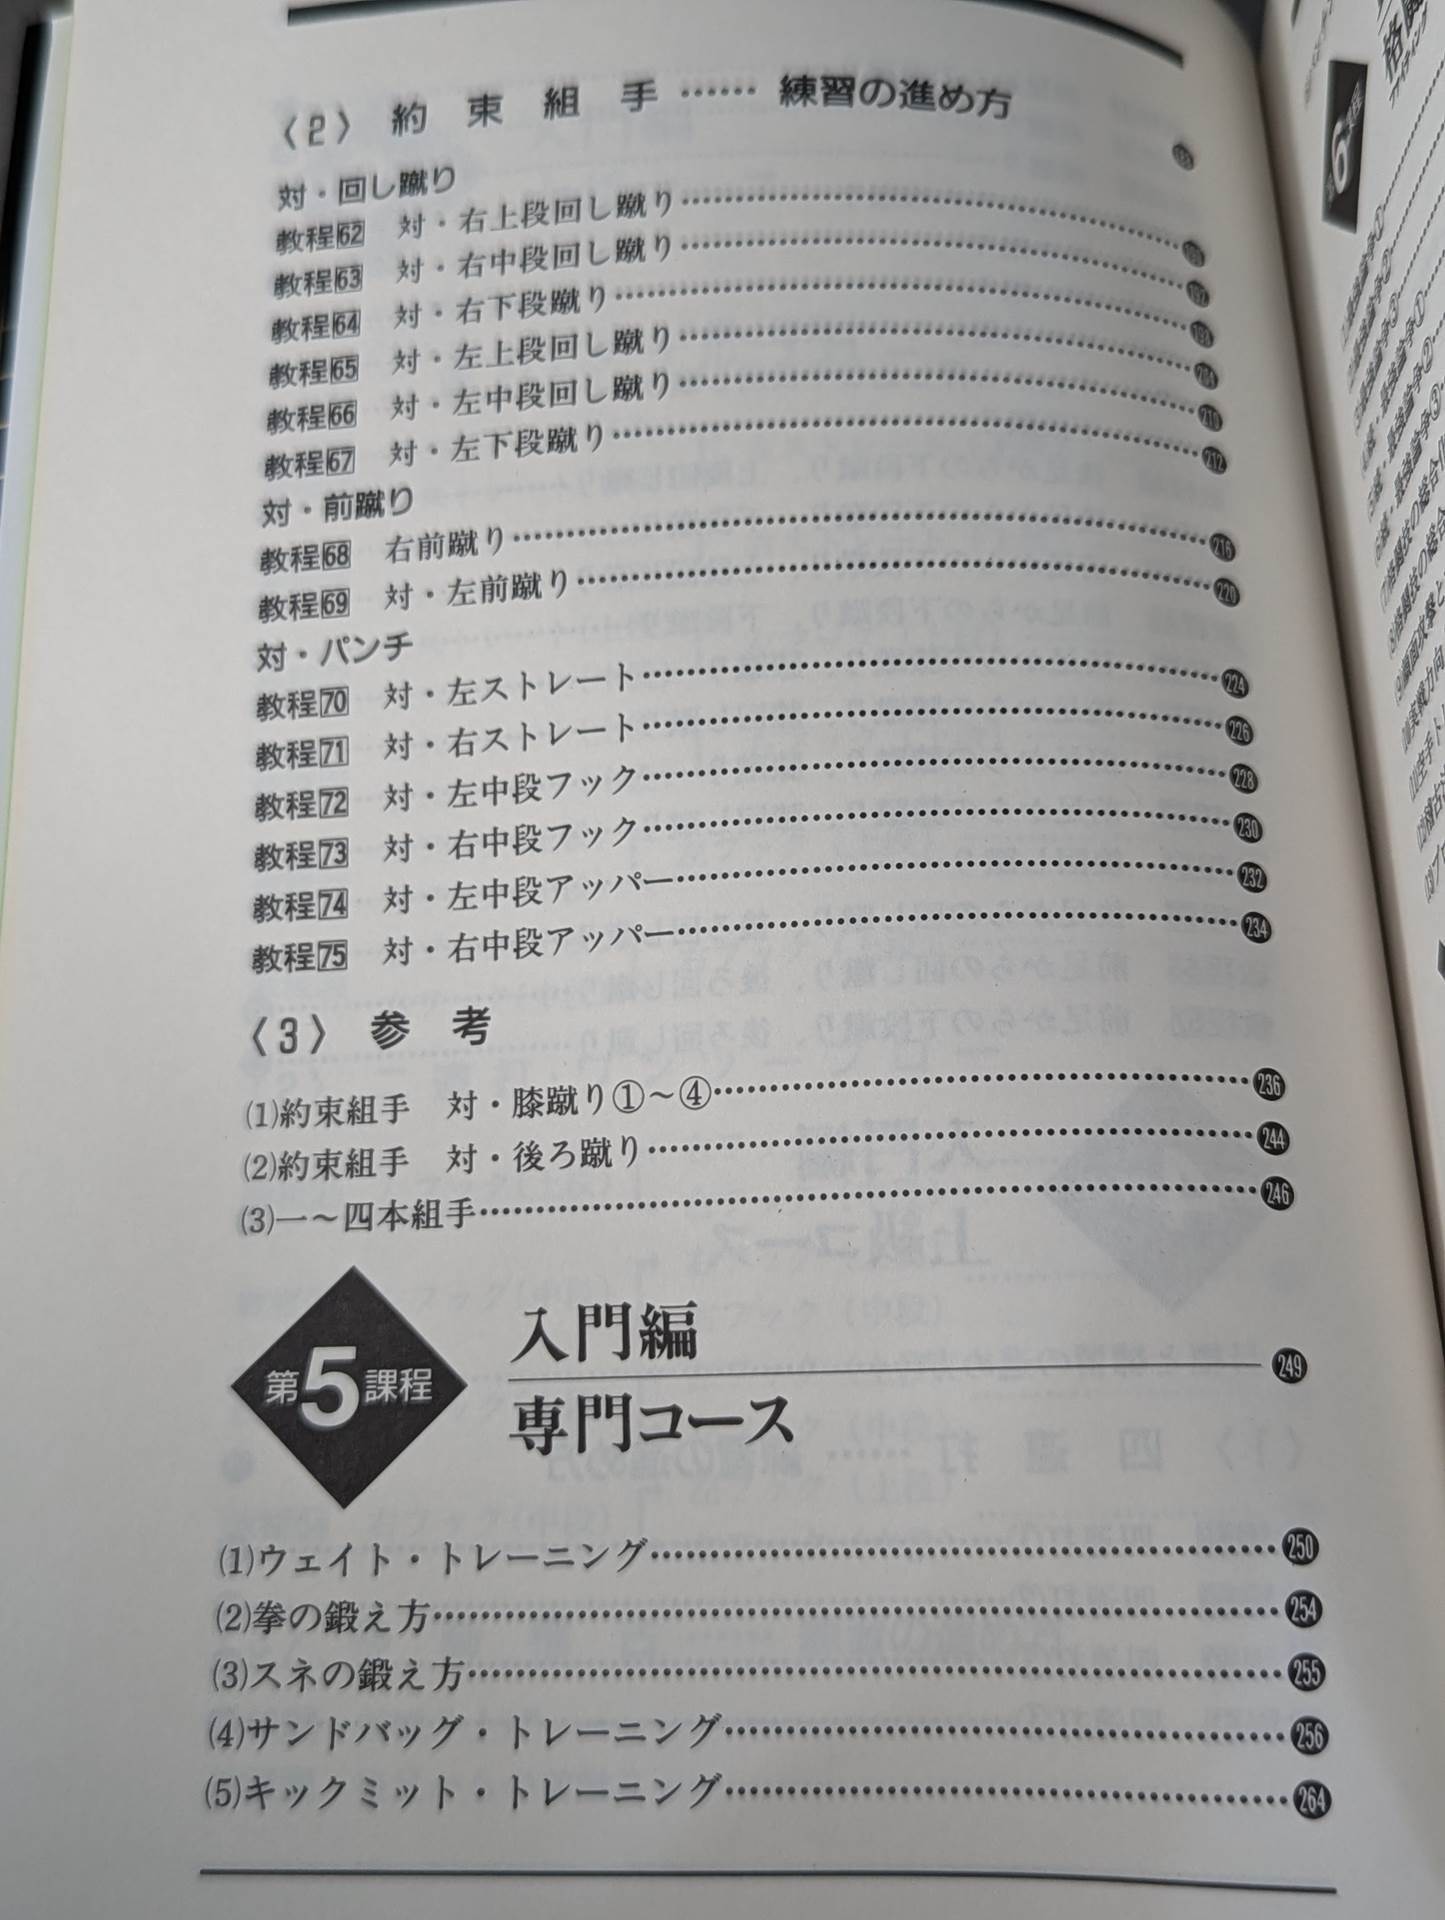 〈2〉 約束組手…… 練習の進め方
対・回し蹴り
教程62 対・右上段回し蹴り
教程63 対・右中段回し蹴り
教程64 対・右下段蹴り
教程65 対・左上段回し蹴り
教程66 対・左中段回し蹴り
教程67 対・左下段蹴り 212
対・前蹴り
教程68 右前蹴り 216
教程69 対・左前蹴り 220
対・パンチ
教程70 対・左ストレート 224
教程71 対・右ストレート 226
教程72 対・左中段フック 228
教程73 対・右中段フック 230
教程74 対・左中段アッパー 232
教程75 対・右中段アッパー 234
〈3〉 参考
(1)約束組手 対・膝蹴り①〜④ 236
(2)約束組手 対・後ろ蹴り 244
(3)一〜四本組手 246
第5課程
入門編
専門コース 249
(1)ウェイト・トレーニング 250
(2)拳の鍛え方 254
(3)スネの鍛え方 255
(4)サンドバッグ・トレーニング 256
(5)キックミット・トレーニング 264